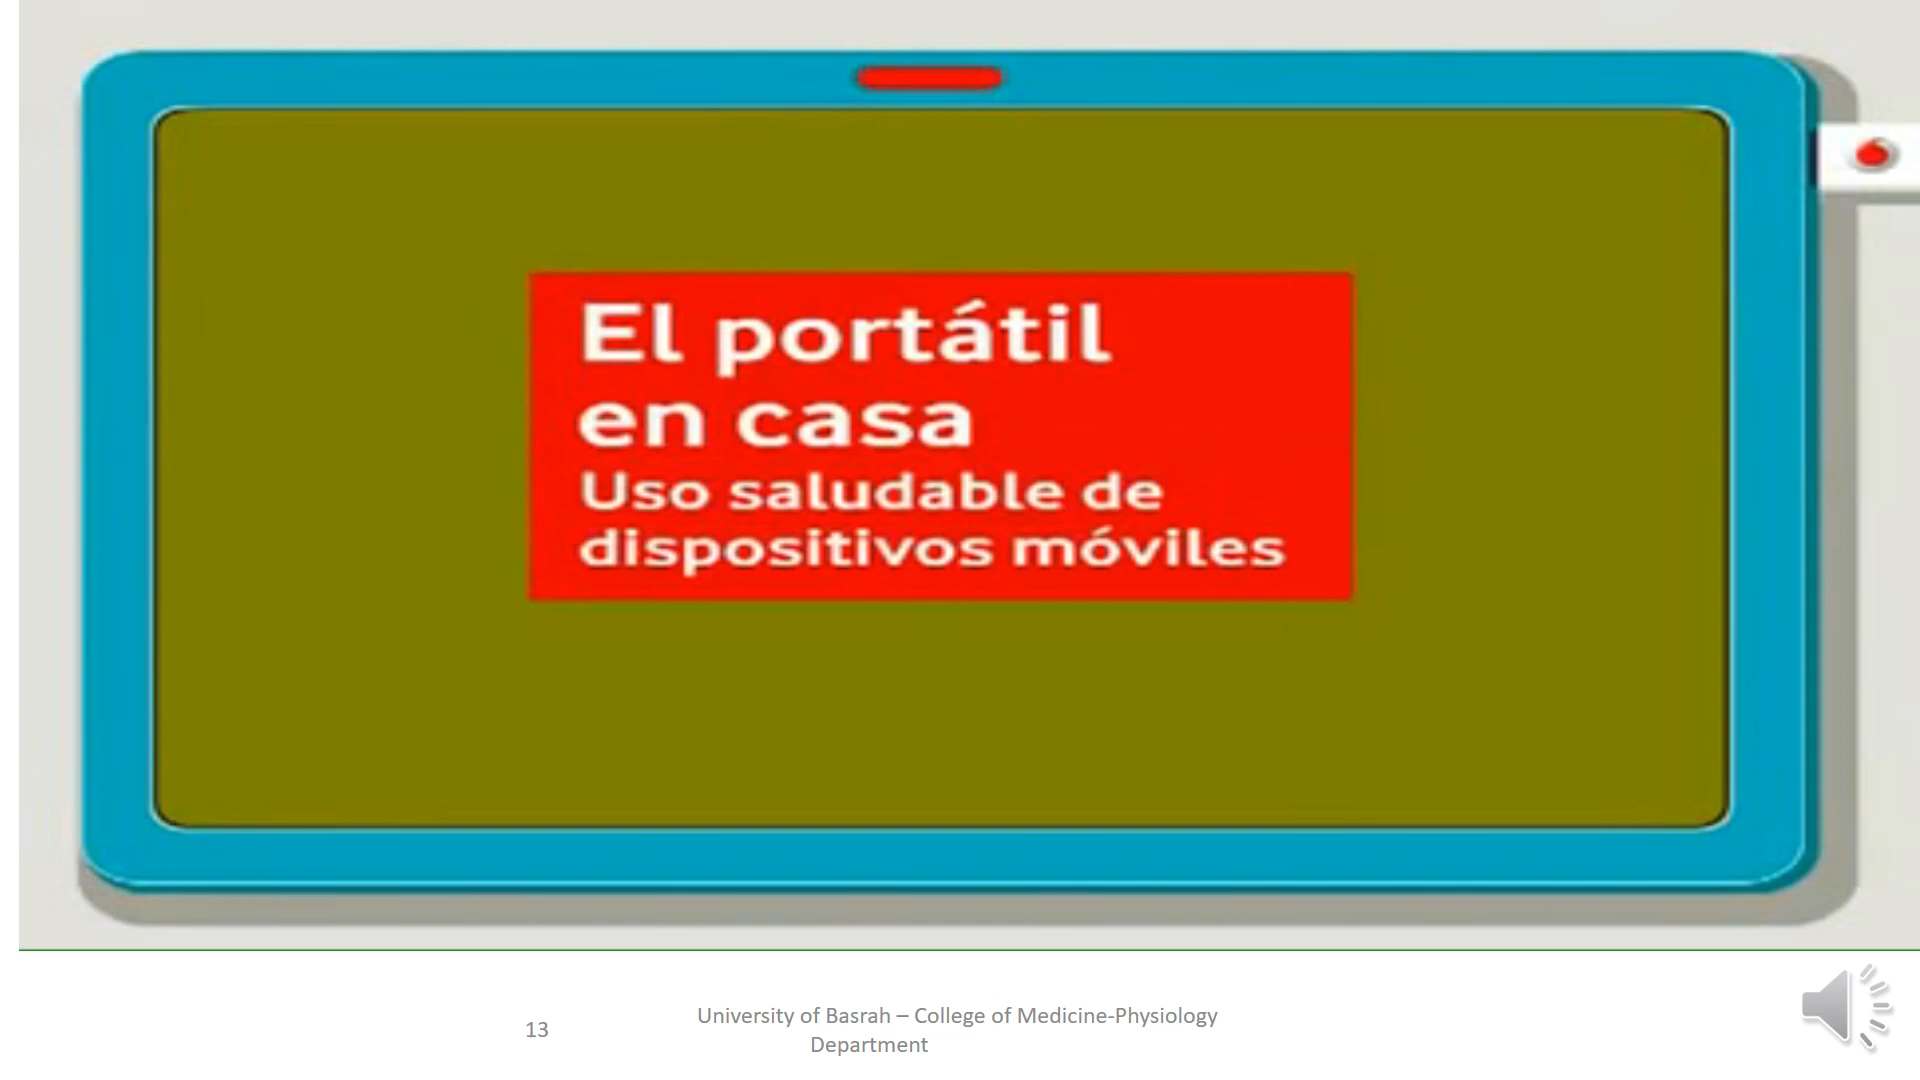 El portátil
en casa
Uso saludable de
dispositivos móviles
13
University of Basrah – College of Medicine-Physiology
Department